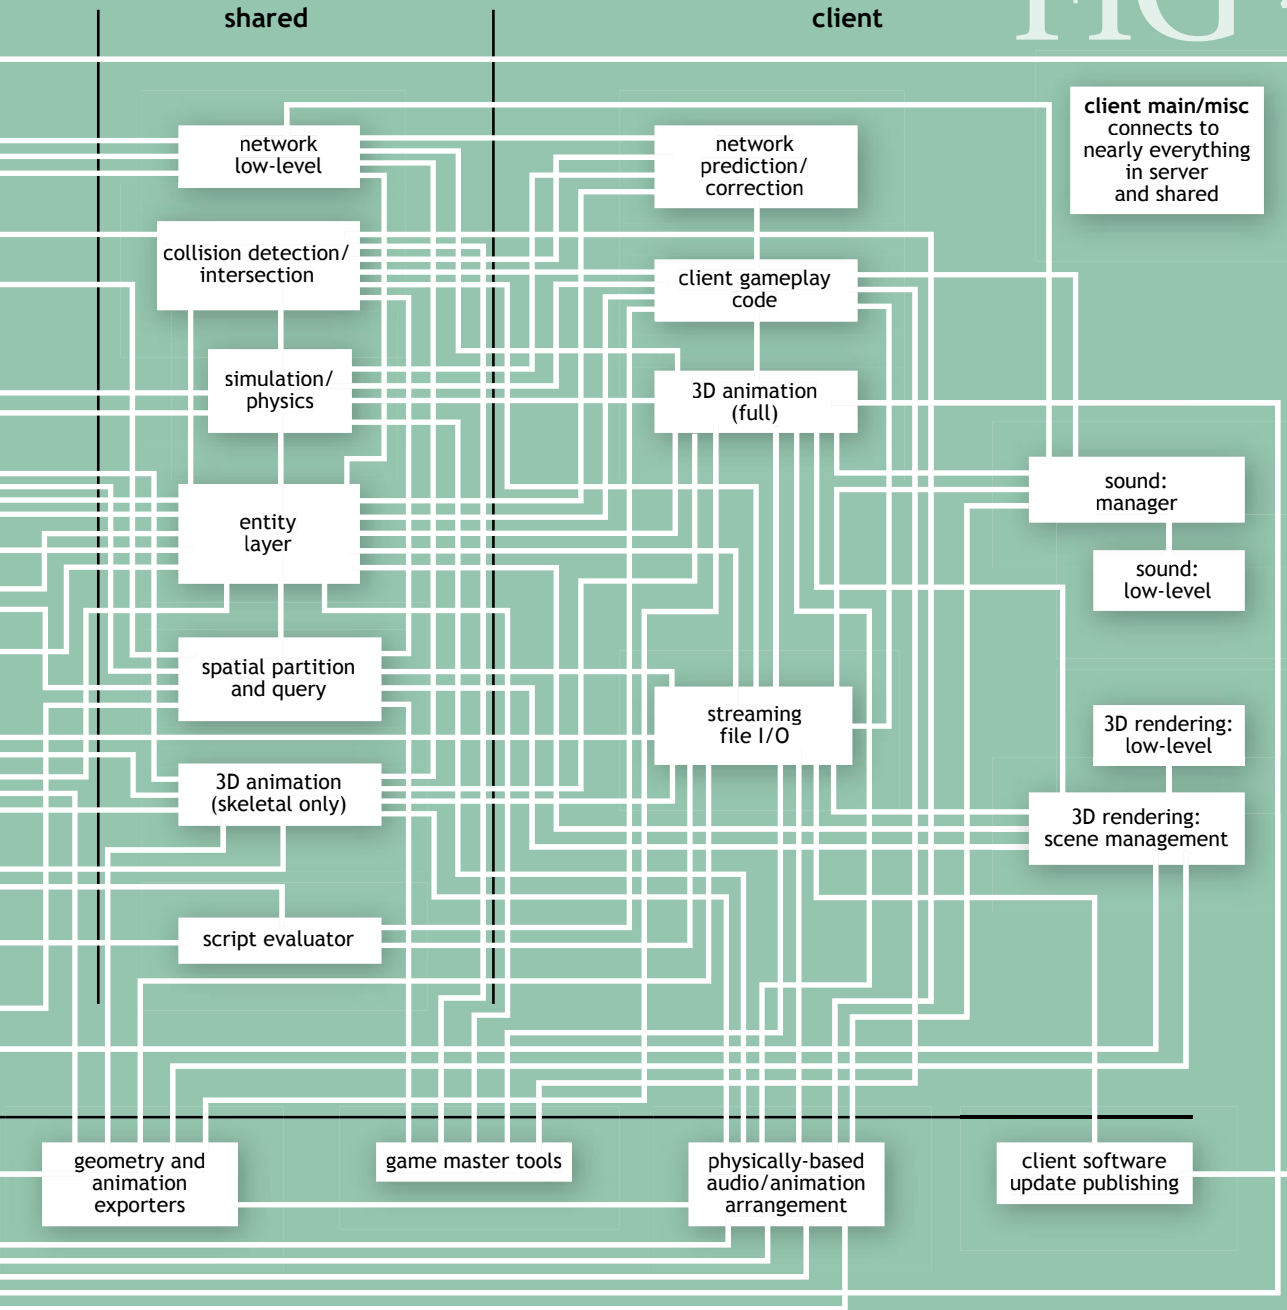 shared
client
FIG
client main/misc
connects to
nearly everything
in server
and shared
network
low-level
network
prediction/
correction
collision detection/
intersection
client gameplay
code
simulation/
physics
3D animation
(full)
sound:
manager
entity
layer
sound:
low-level
spatial partition
and query
streaming
file I/O
3D rendering:
low-level
3D animation
(skeletal only)
3D rendering:
scene management
script evaluator
geometry and
animation
exporters
game master tools
physically-based
audio/animation
arrangement
client software
update publishing